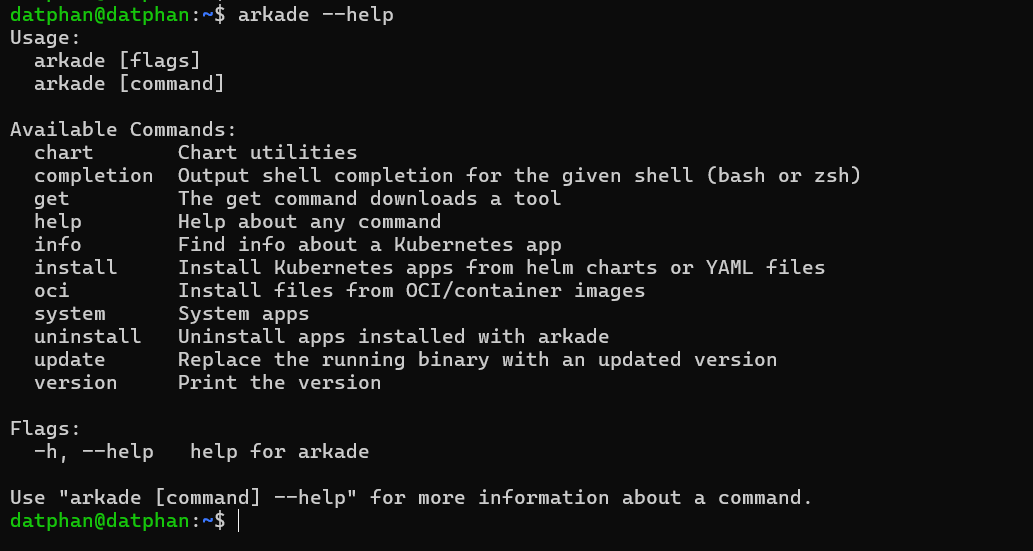 datphan@datphan:~$ arkade --help
Usage:
  arkade [flags]
  arkade [command]

Available Commands:
  chart       Chart utilities
  completion  Output shell completion for the given shell (bash or zsh)
  get         The get command downloads a tool
  help        Help about any command
  info        Find info about a Kubernetes app
  install     Install Kubernetes apps from helm charts or YAML files
  oci         Install files from OCI/container images
  system      System apps
  uninstall   Uninstall apps installed with arkade
  update      Replace the running binary with an updated version
  version     Print the version

Flags:
  -h, --help   help for arkade

Use "arkade [command] --help" for more information about a command.
datphan@datphan:~$